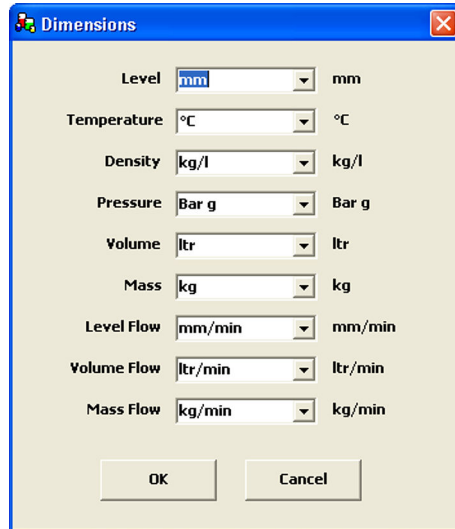 Dimensions
Level mm mm
Temperature °C °C
Density kg/l kg/l
Pressure Bar g Bar g
Volume ltr ltr
Mass kg kg
Level Flow mm/min mm/min
Volume Flow ltr/min ltr/min
Mass Flow kg/min kg/min
OK Cancel